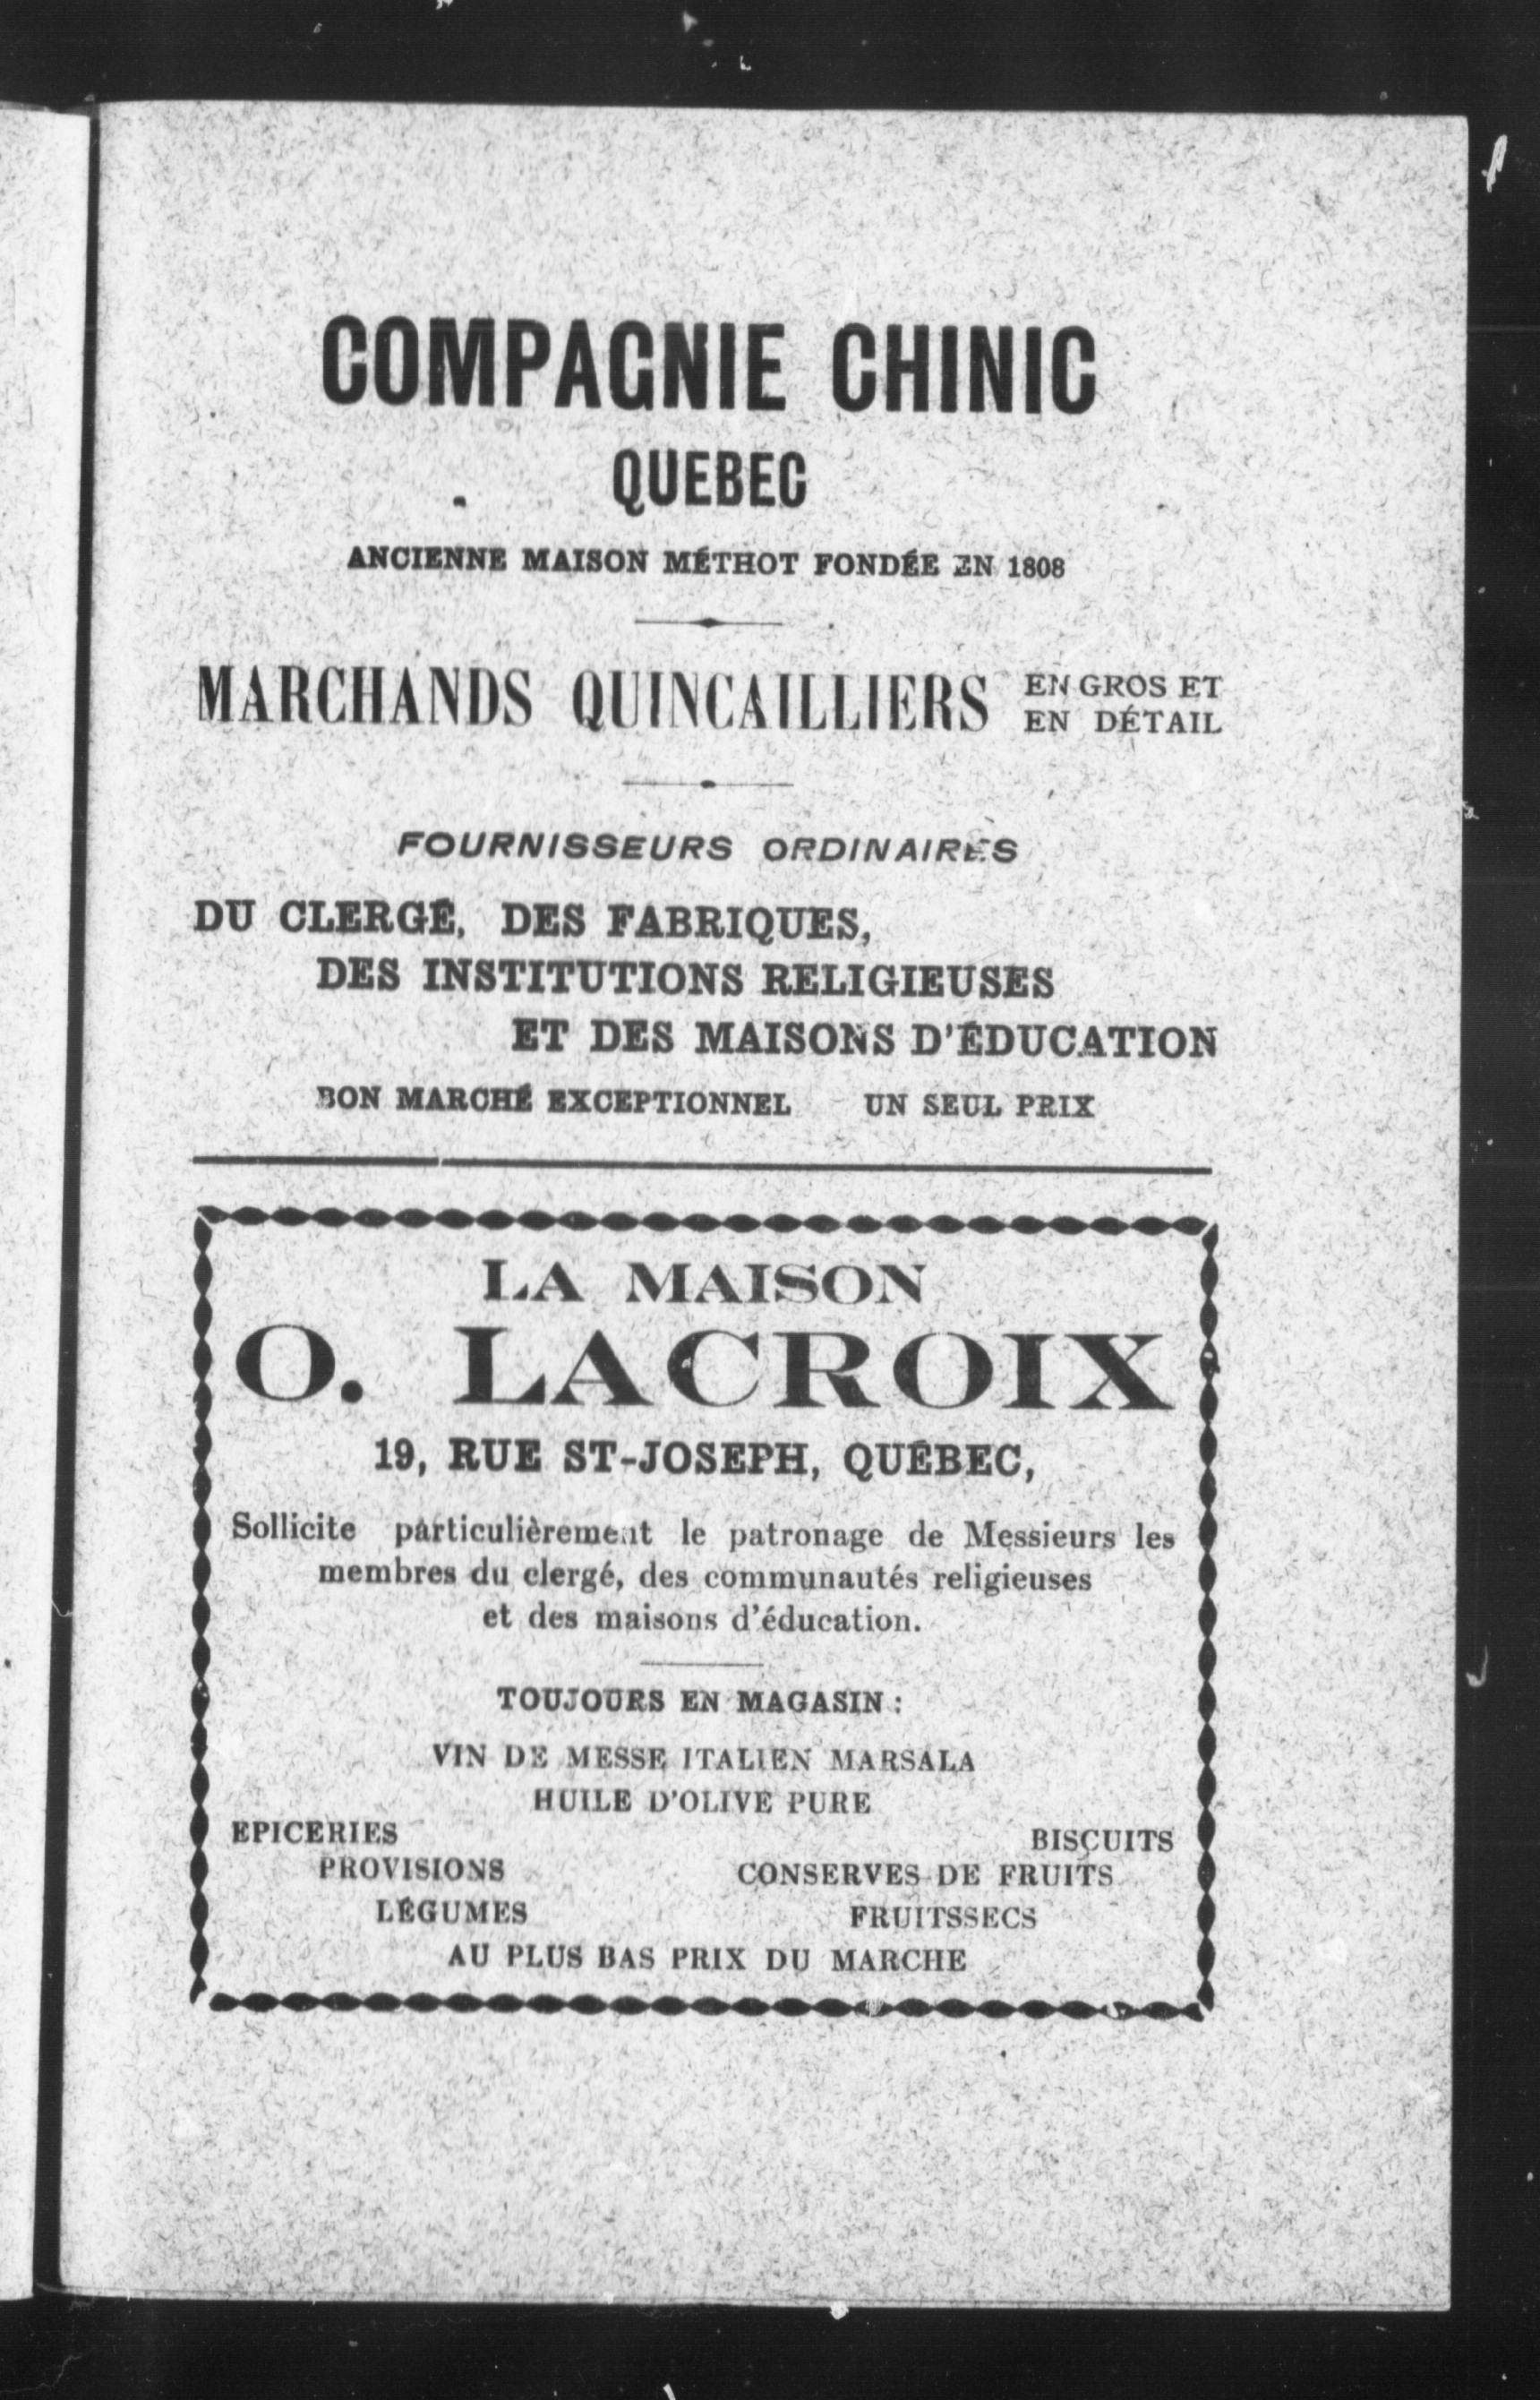 COMPAGNIE CHINIC
QUEBEC
ANCIENNE MAISON MÉTHOT FONDÉE EN 1808
MARCHANDS QUINCAILLIERS EN GROS ET
EN DÉTAIL
FOURNISSEURS ORDINAIRES
DU CLERGÉ, DES FABRIQUES,
DES INSTITUTIONS RELIGIEUSES
ET DES MAISONS D'ÉDUCATION
BON MARCHÉ EXCEPTIONNEL UN SEUL PRIX
LA MAISON
O. LACROIX
19, RUE ST-JOSEPH, QUÉBEC,
Sollicite particulièrement le patronage de Messieurs les
membres du clergé, des communautés religieuses
et des maisons d'éducation.
TOUJOURS EN MAGASIN :
VIN DE MESSE ITALIEN MARSALA
HUILE D'OLIVE PURE
EPICERIES BISCUITS
PROVISIONS CONSERVES DE FRUITS
LÉGUMES FRUITSSECS
AU PLUS BAS PRIX DU MARCHE